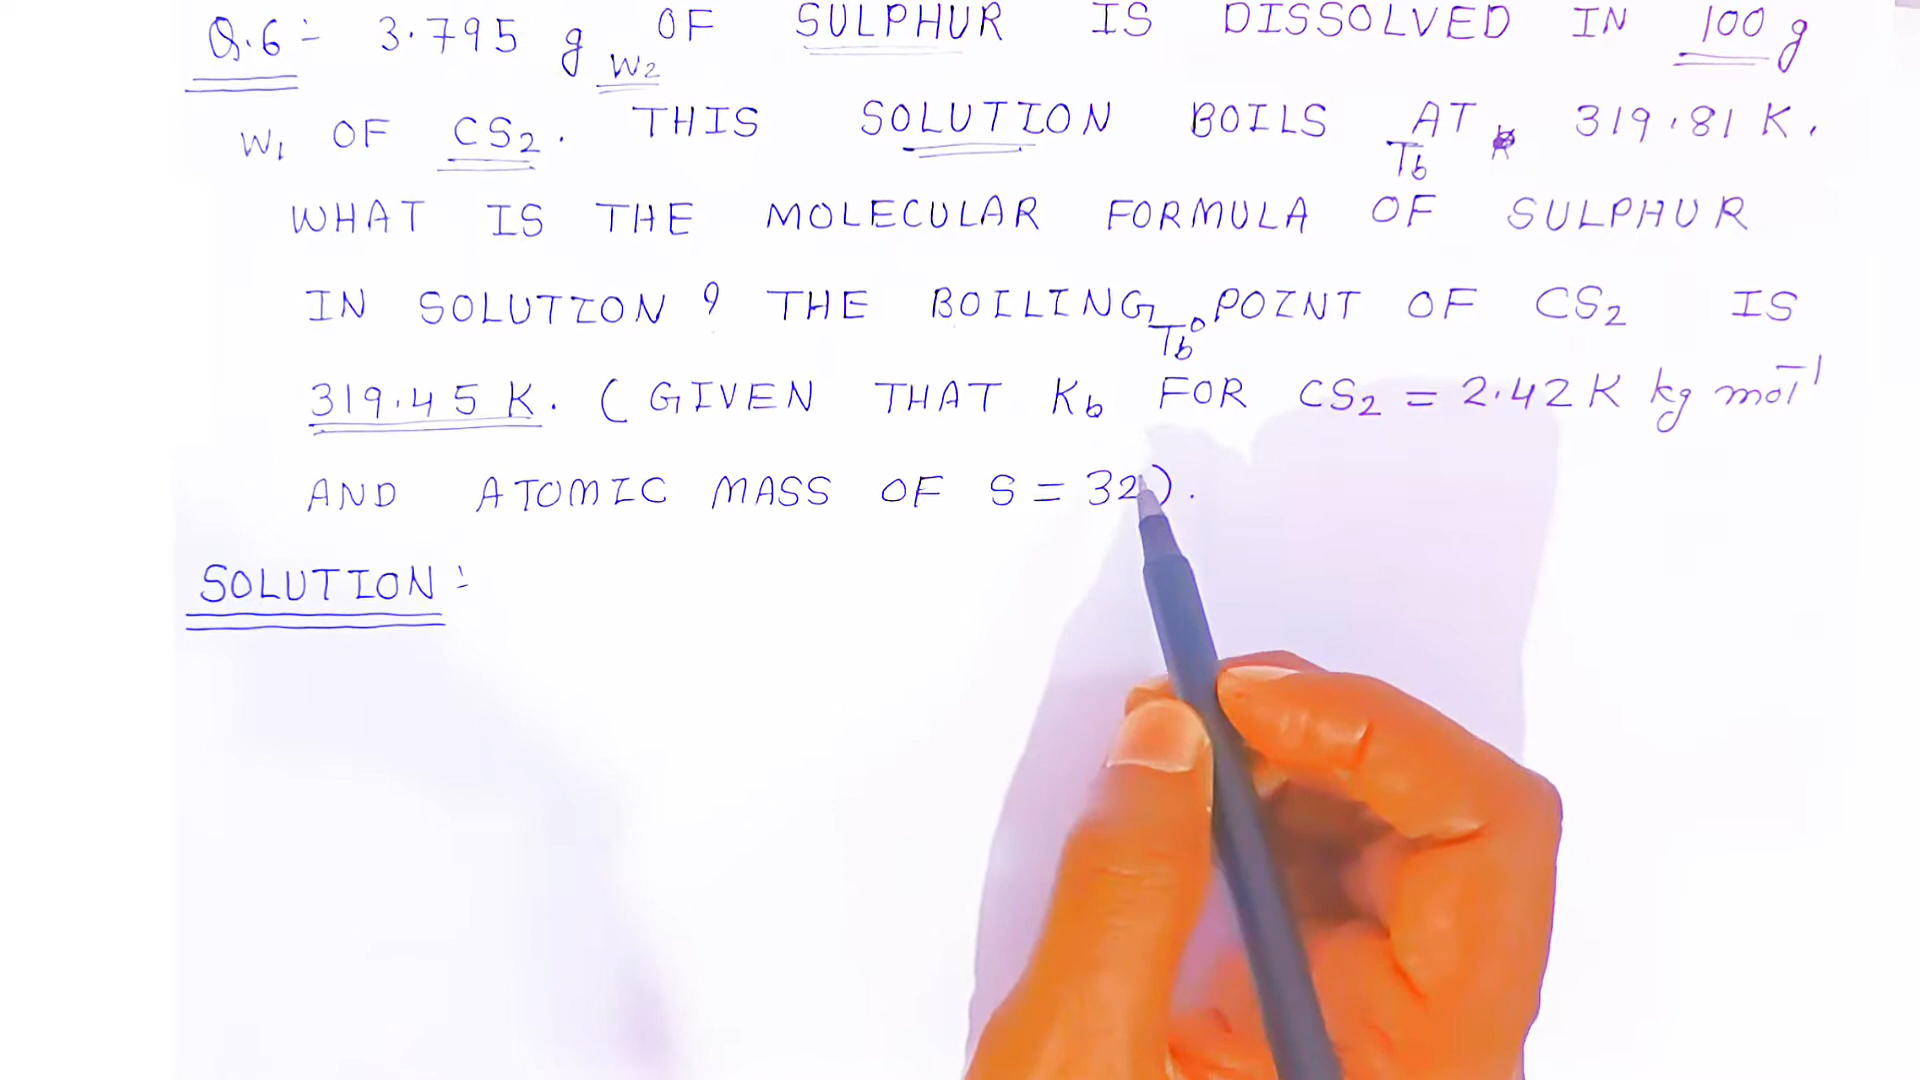 Q.6:- 3.795 g W2 OF SULPHUR IS DISSOLVED IN 100 g
W1 OF CS2. THIS SOLUTION BOILS AT Tb 319.81 K.
WHAT IS THE MOLECULAR FORMULA OF SULPHUR
IN SOLUTION ? THE BOILING Tb° POINT OF CS2 IS
319.45 K. (GIVEN THAT Kb FOR CS2 = 2.42 K kg mol⁻¹
AND ATOMIC MASS OF S = 32).
SOLUTION:-